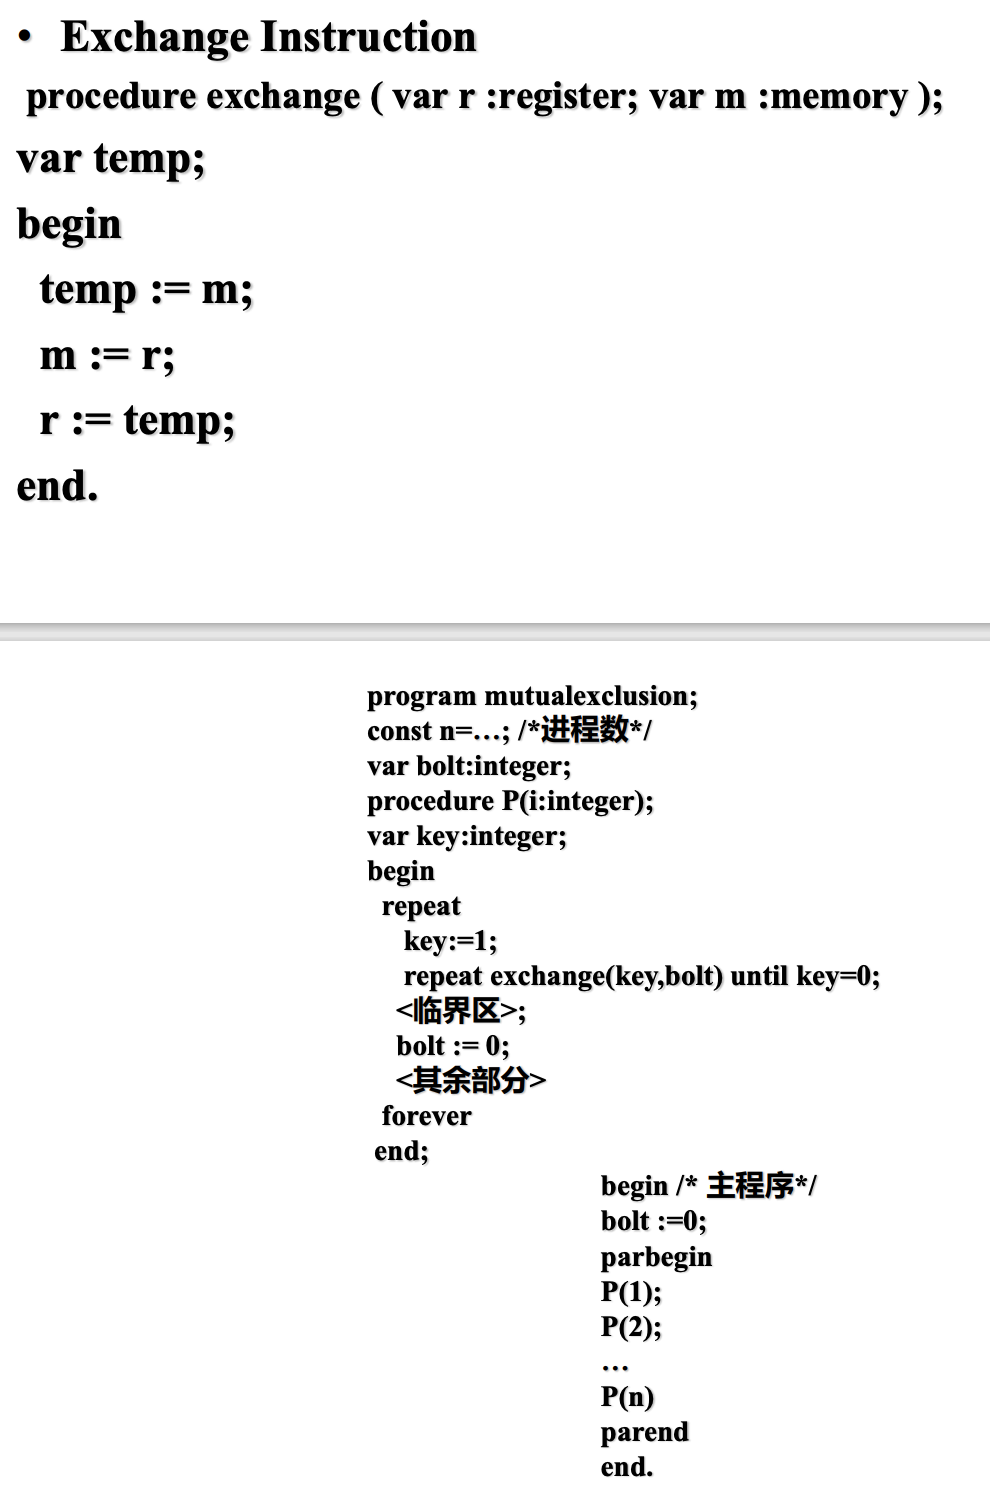 • Exchange Instruction
procedure exchange ( var r :register; var m :memory );
var temp;
begin
temp := m;
m := r;
r := temp;
end.
program mutualexclusion;
const n=…; /*进程数*/
var bolt:integer;
procedure P(i:integer);
var key:integer;
begin
repeat
key:=1;
repeat exchange(key,bolt) until key=0;
<临界区>;
bolt := 0;
<其余部分>
forever
end;
begin /* 主程序*/
bolt :=0;
parbegin
P(1);
P(2);
…
P(n)
parend
end.